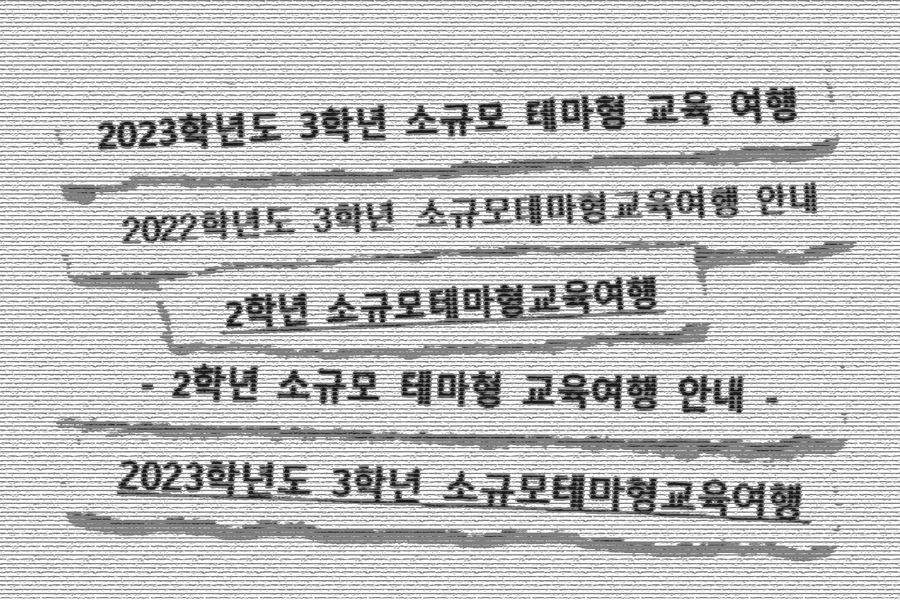 2023학년도 3학년 소규모 테마형 교육 여행
2022학년도 3학년 소규모테마형교육여행 안내
2학년 소규모테마형교육여행
- 2학년 소규모 테마형 교육여행 안내 -
2023학년도 3학년 소규모테마형교육여행